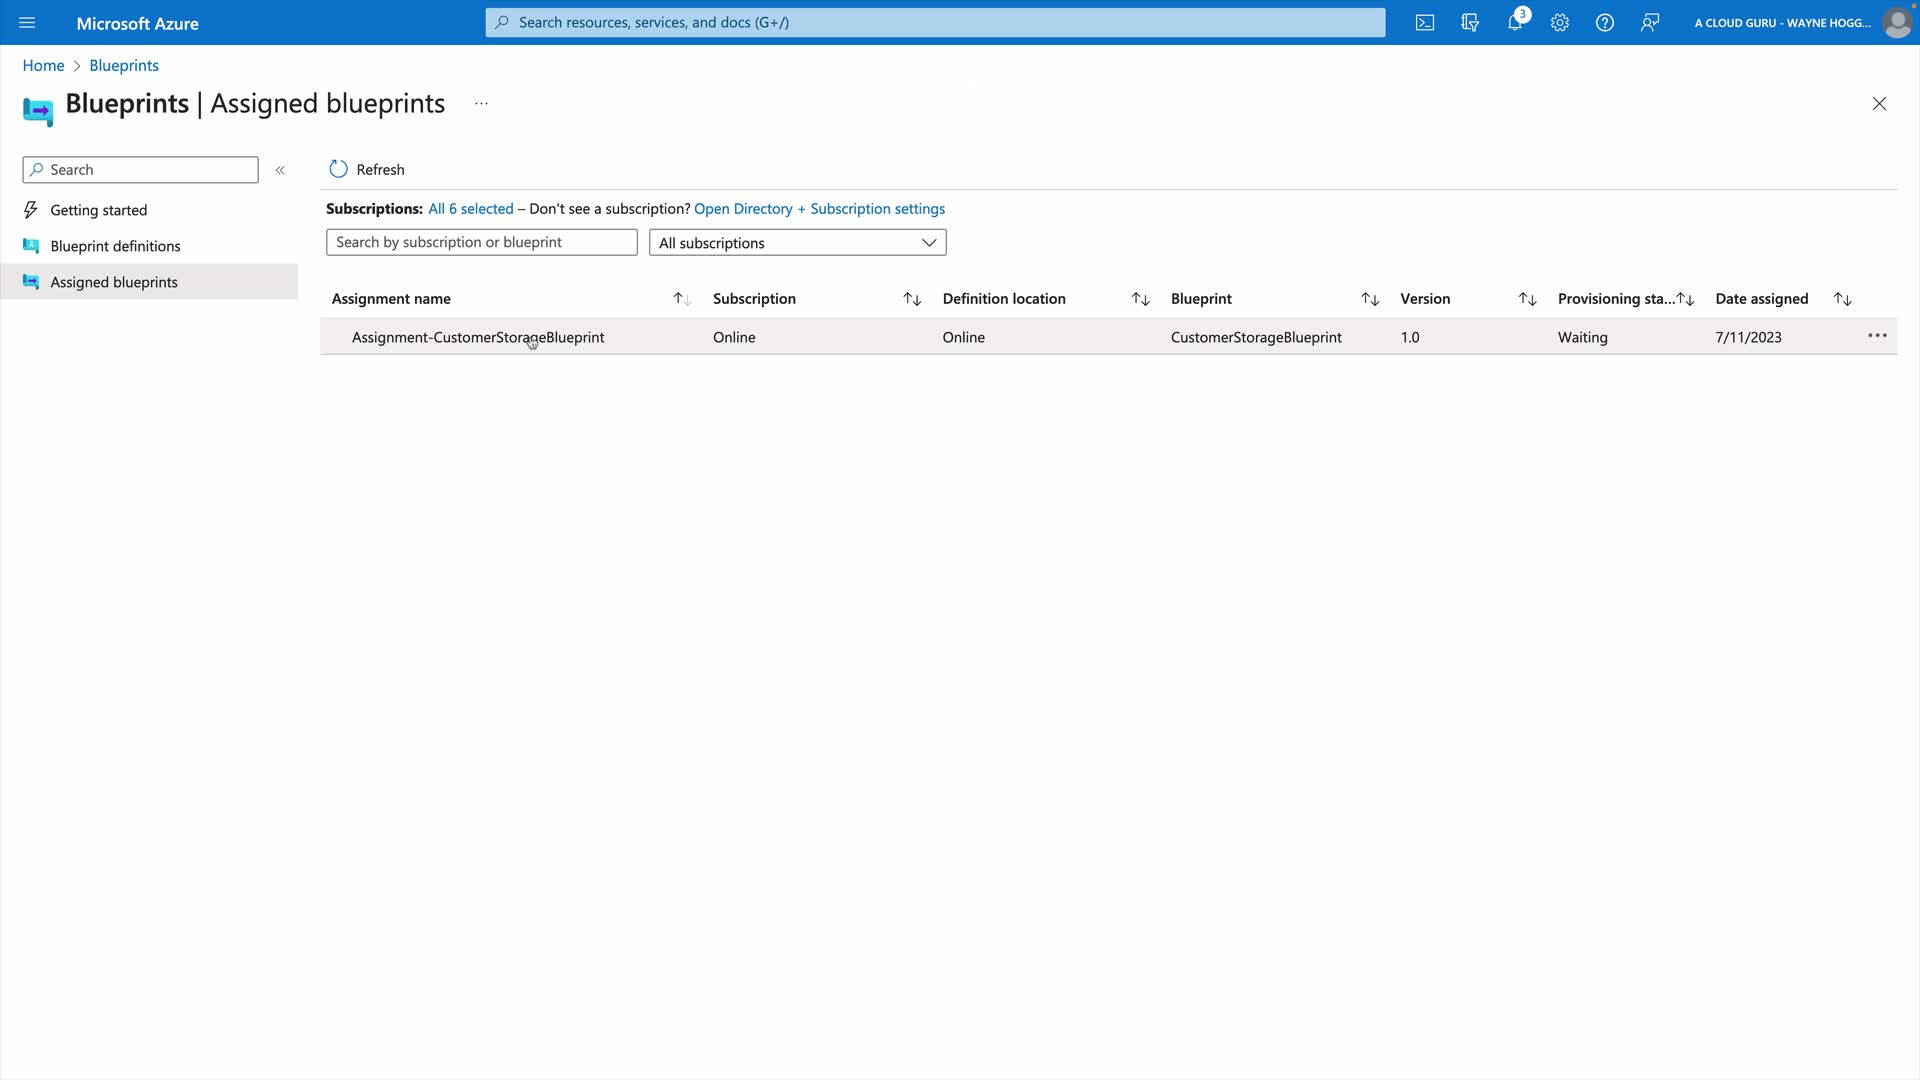 Microsoft Azure
Search resources, services, and docs (G+/)
3
A CLOUD GURU - WAYNE HOGG...
Home > Blueprints
Blueprints | Assigned blueprints ...
Search «
Refresh
Getting started
Subscriptions: All 6 selected – Don't see a subscription? Open Directory + Subscription settings
Blueprint definitions
Search by subscription or blueprint
All subscriptions
Assigned blueprints
Assignment name ↑↓ Subscription ↑↓ Definition location ↑↓ Blueprint ↑↓ Version ↑↓ Provisioning sta...↑↓ Date assigned ↑↓
Assignment-CustomerStorageBlueprint Online Online CustomerStorageBlueprint 1.0 Waiting 7/11/2023 ...